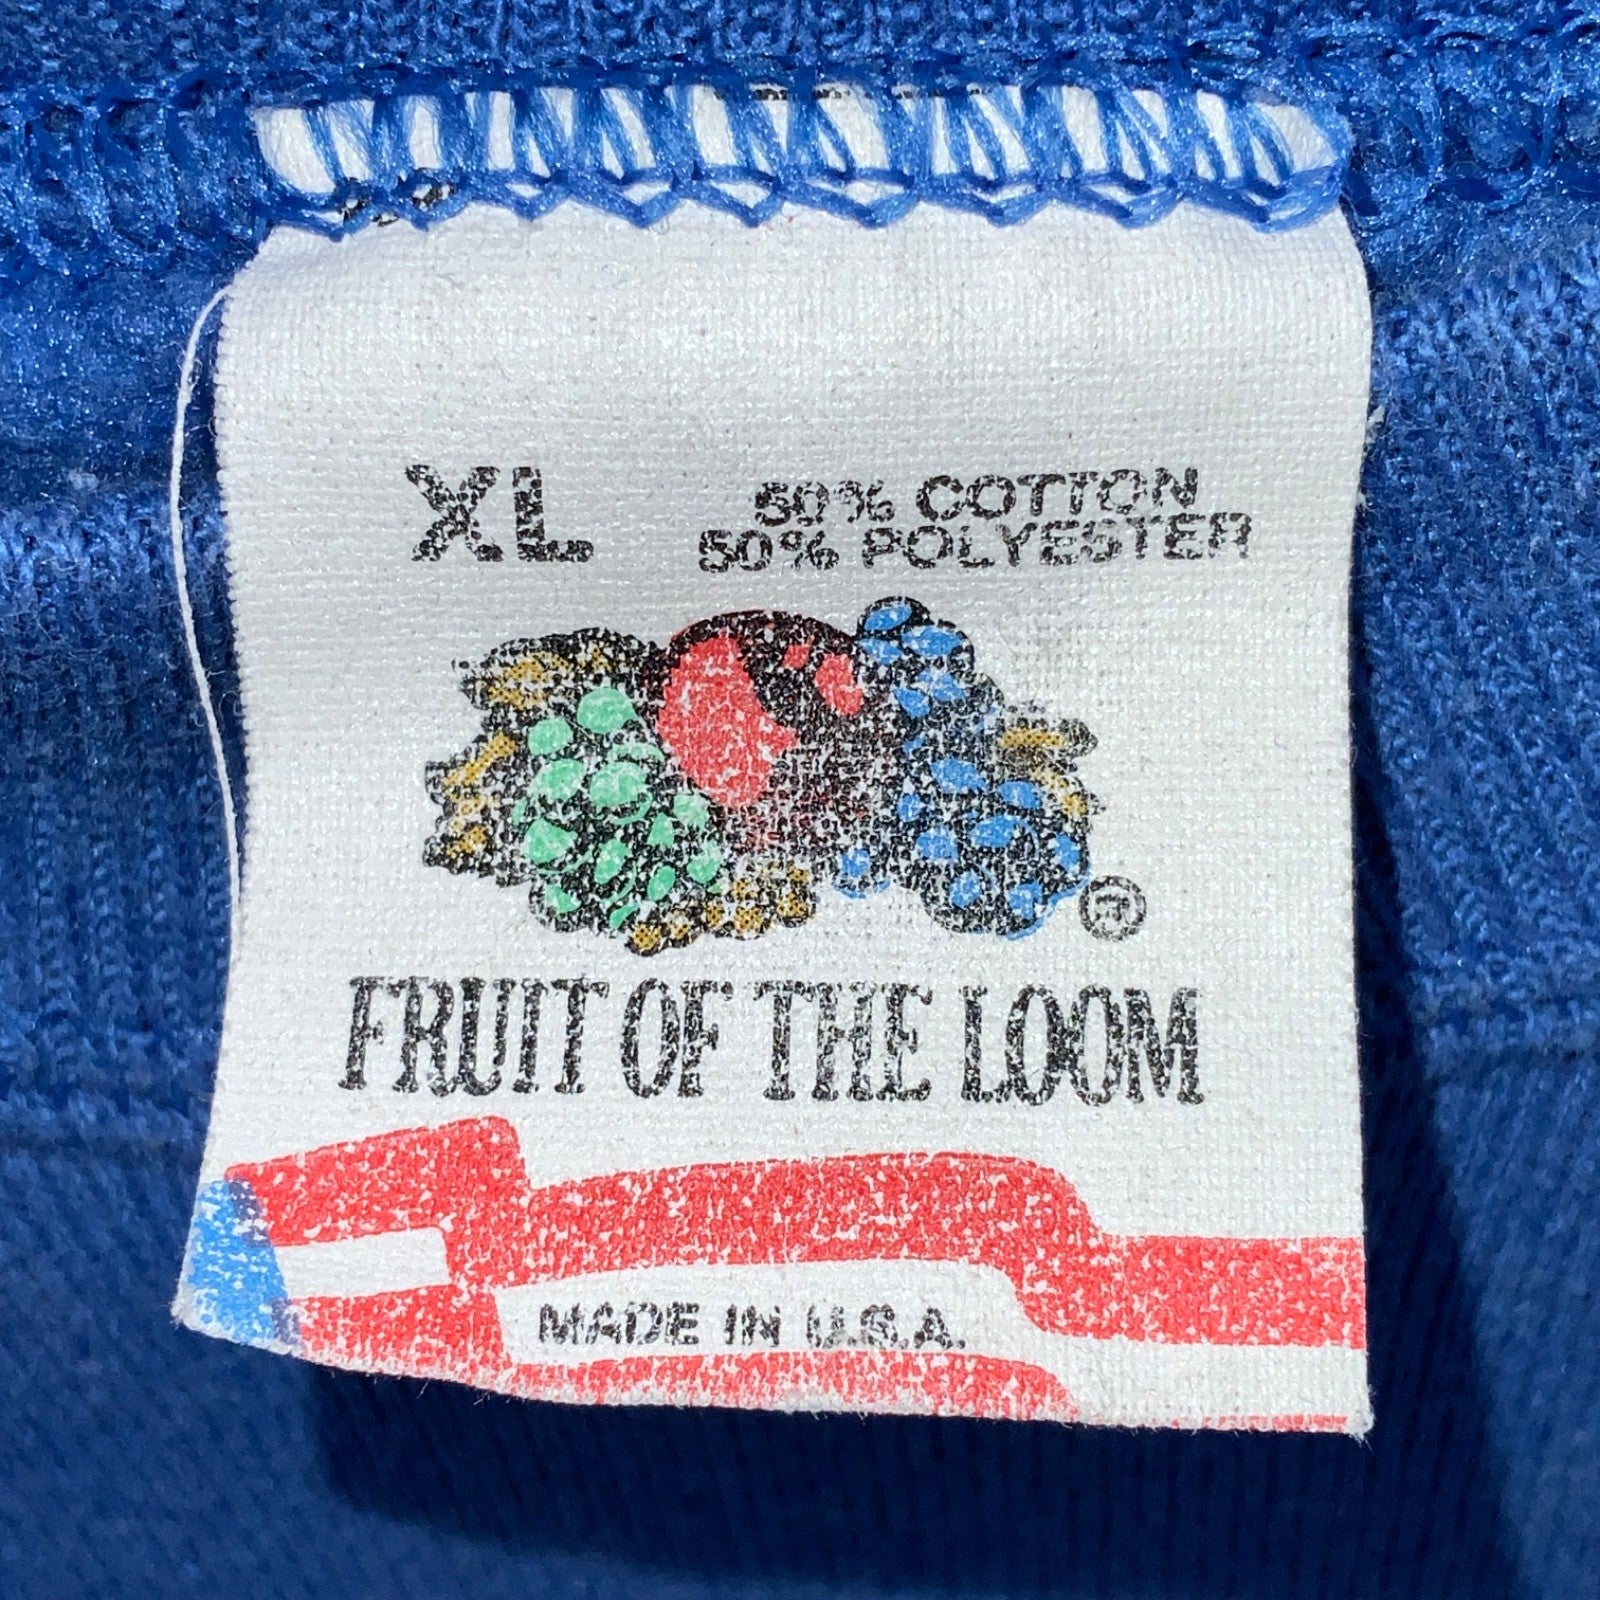 XL
50% COTTON
50% POLYESTER
®
FRUIT OF THE LOOM
MADE IN U.S.A.